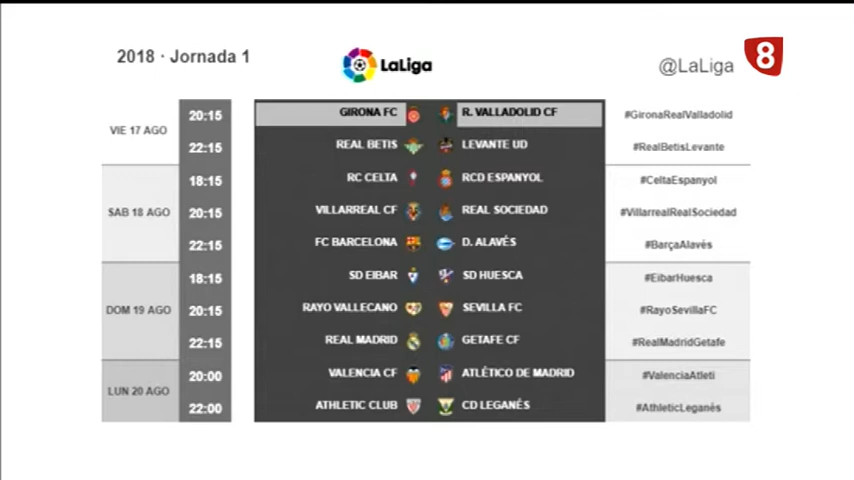 2018 · Jornada 1
LaLiga
@LaLiga
8
VIE 17 AGO
20:15 GIRONA FC R. VALLADOLID CF #GironaRealValladolid
22:15 REAL BETIS LEVANTE UD #RealBetisLevante
SAB 18 AGO
18:15 RC CELTA RCD ESPANYOL #CeltaEspanyol
20:15 VILLARREAL CF REAL SOCIEDAD #VillarrealRealSociedad
22:15 FC BARCELONA D. ALAVÉS #BarçaAlavés
DOM 19 AGO
18:15 SD EIBAR SD HUESCA #EibarHuesca
20:15 RAYO VALLECANO SEVILLA FC #RayoSevillaFC
22:15 REAL MADRID GETAFE CF #RealMadridGetafe
LUN 20 AGO
20:00 VALENCIA CF ATLÉTICO DE MADRID #ValenciaAtleti
22:00 ATHLETIC CLUB CD LEGANÉS #AthleticLeganés